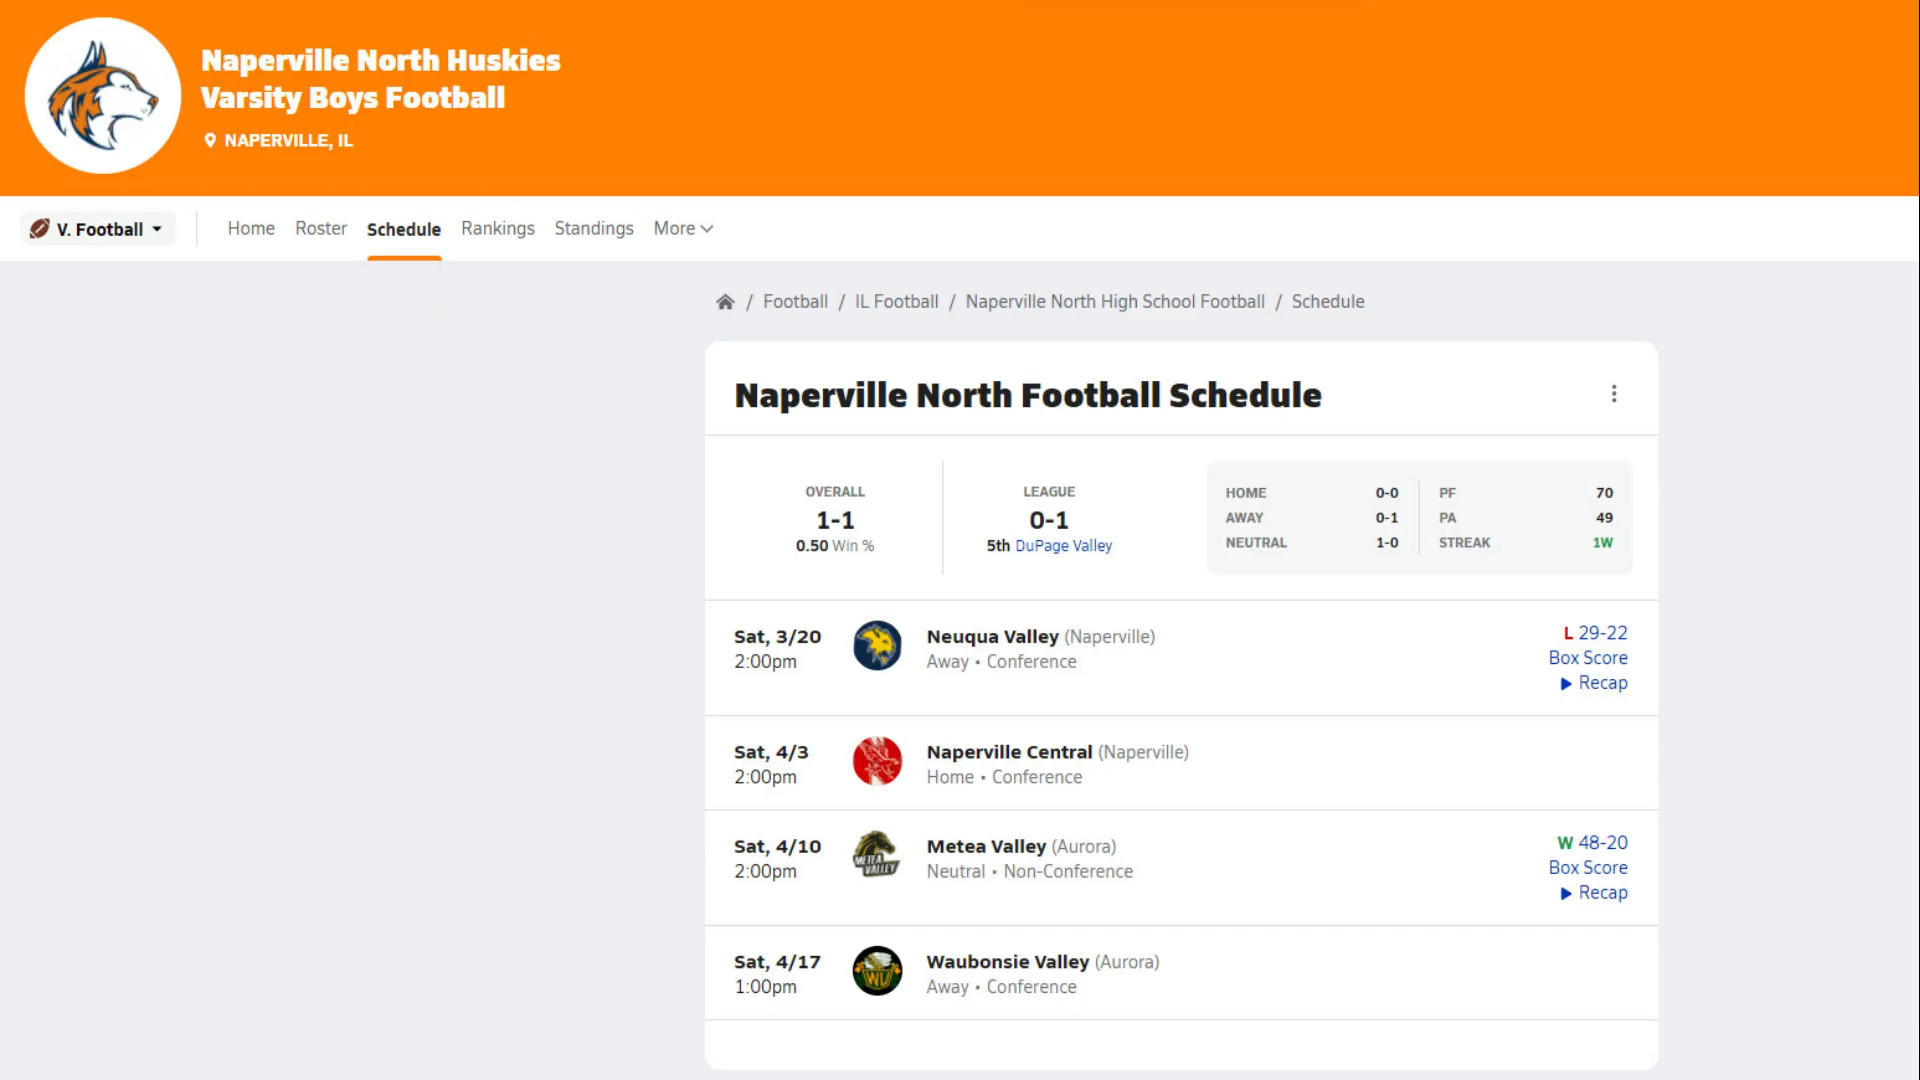 Naperville North Huskies
Varsity Boys Football
NAPERVILLE, IL
V. Football
Home
Roster
Schedule
Rankings
Standings
More
/ Football / IL Football / Naperville North High School Football / Schedule
Naperville North Football Schedule
OVERALL
1-1
0.50 Win %
LEAGUE
0-1
5th DuPage Valley
HOME 0-0
AWAY 0-1
NEUTRAL 1-0
PF 70
PA 49
STREAK 1W
Sat, 3/20
2:00pm
Neuqua Valley (Naperville)
Away • Conference
L 29-22
Box Score
Recap
Sat, 4/3
2:00pm
Naperville Central (Naperville)
Home • Conference
Sat, 4/10
2:00pm
METEA
VALLEY
Metea Valley (Aurora)
Neutral • Non-Conference
W 48-20
Box Score
Recap
Sat, 4/17
1:00pm
WV
Waubonsie Valley (Aurora)
Away • Conference